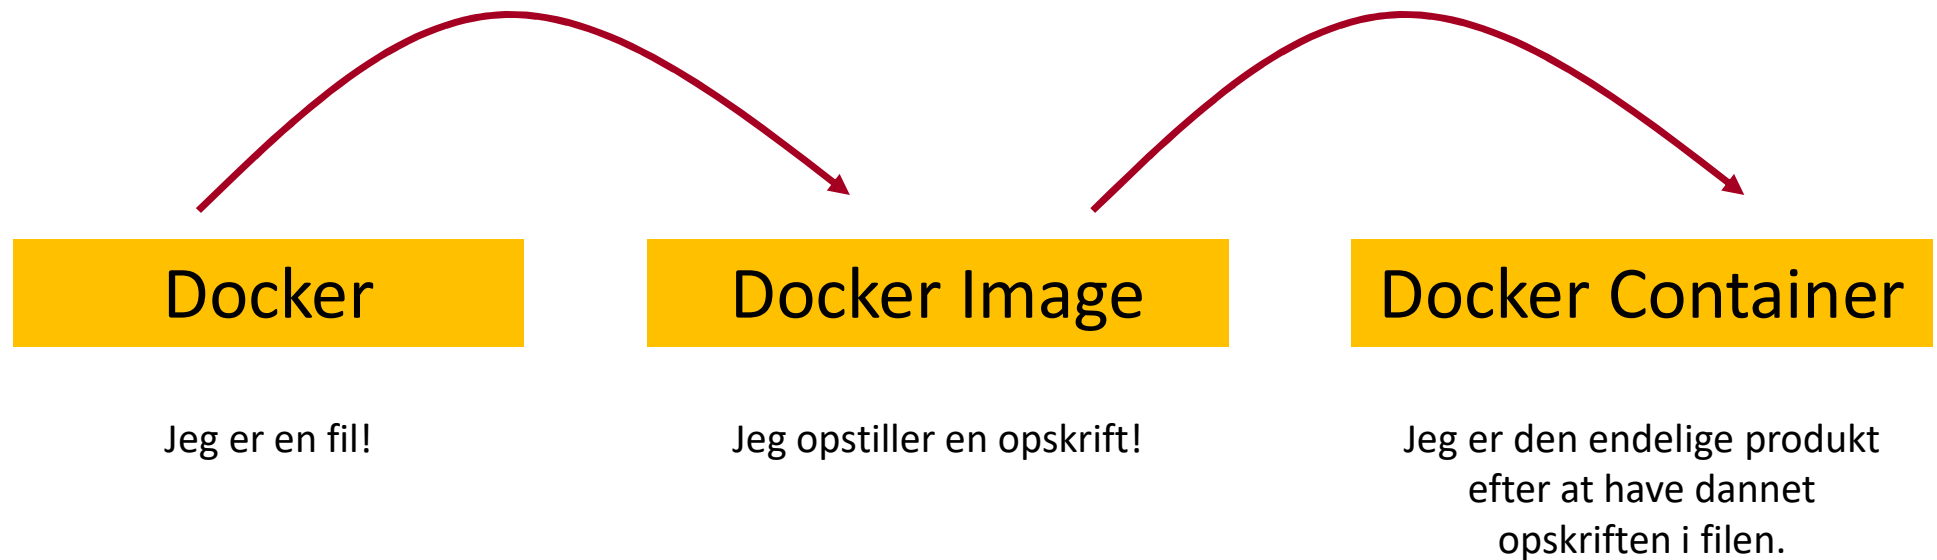 Docker
Docker Image
Docker Container
Jeg er en fil!
Jeg opstiller en opskrift!
Jeg er den endelige produkt
efter at have dannet
opskriften i filen.